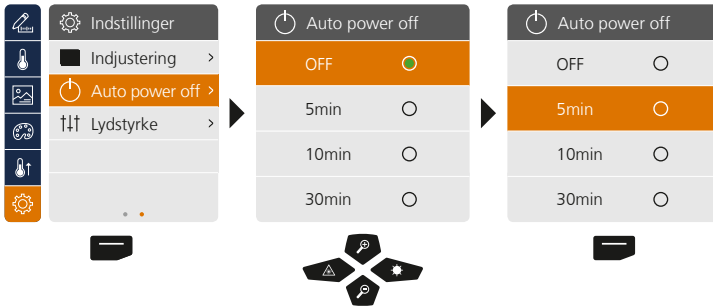 Indstillinger
Indjustering
Auto power off
Lydstyrke
Auto power off
OFF
5min
10min
30min
Auto power off
OFF
5min
10min
30min